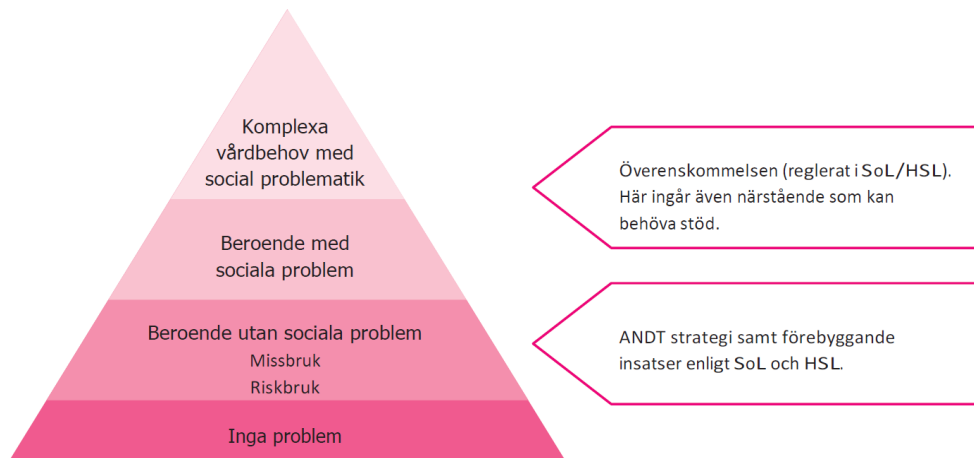 Komplexa
vårdbehov med
social problematik
Beroende med
sociala problem
Beroende utan sociala problem
Missbruk
Riskbruk
Inga problem
Överenskommelsen (reglerat i SoL/HSL).
Här ingår även närstående som kan
behöva stöd.
ANDT strategi samt förebyggande
insatser enligt SoL och HSL.